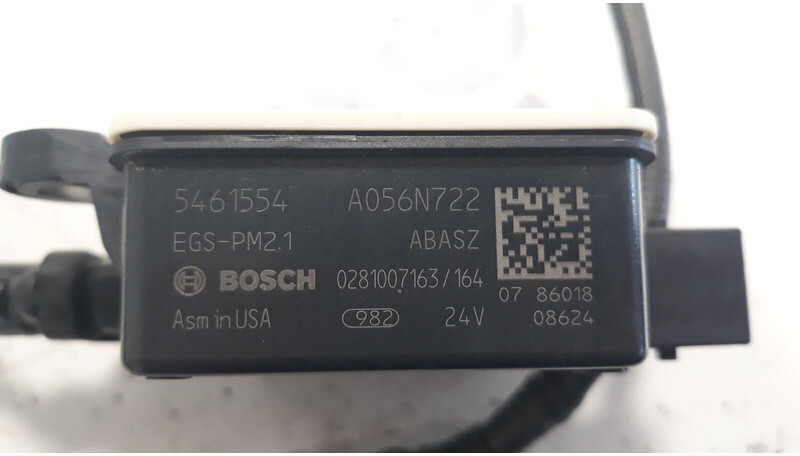 5461554 A056N722
EGS-PM2.1 ABASZ
BOSCH 0281007163/164 07 86018
Asm in USA 982 24V 08624